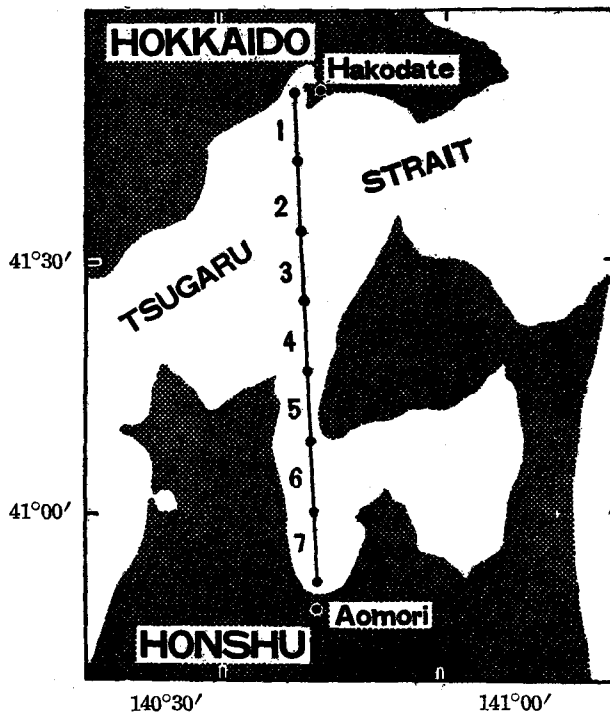 HOKKAIDO
Hakodate
1
STRAIT
2
41°30′
3
TSUGARU
4
5
6
41°00′
7
Aomori
HONSHU
140°30′
141°00′